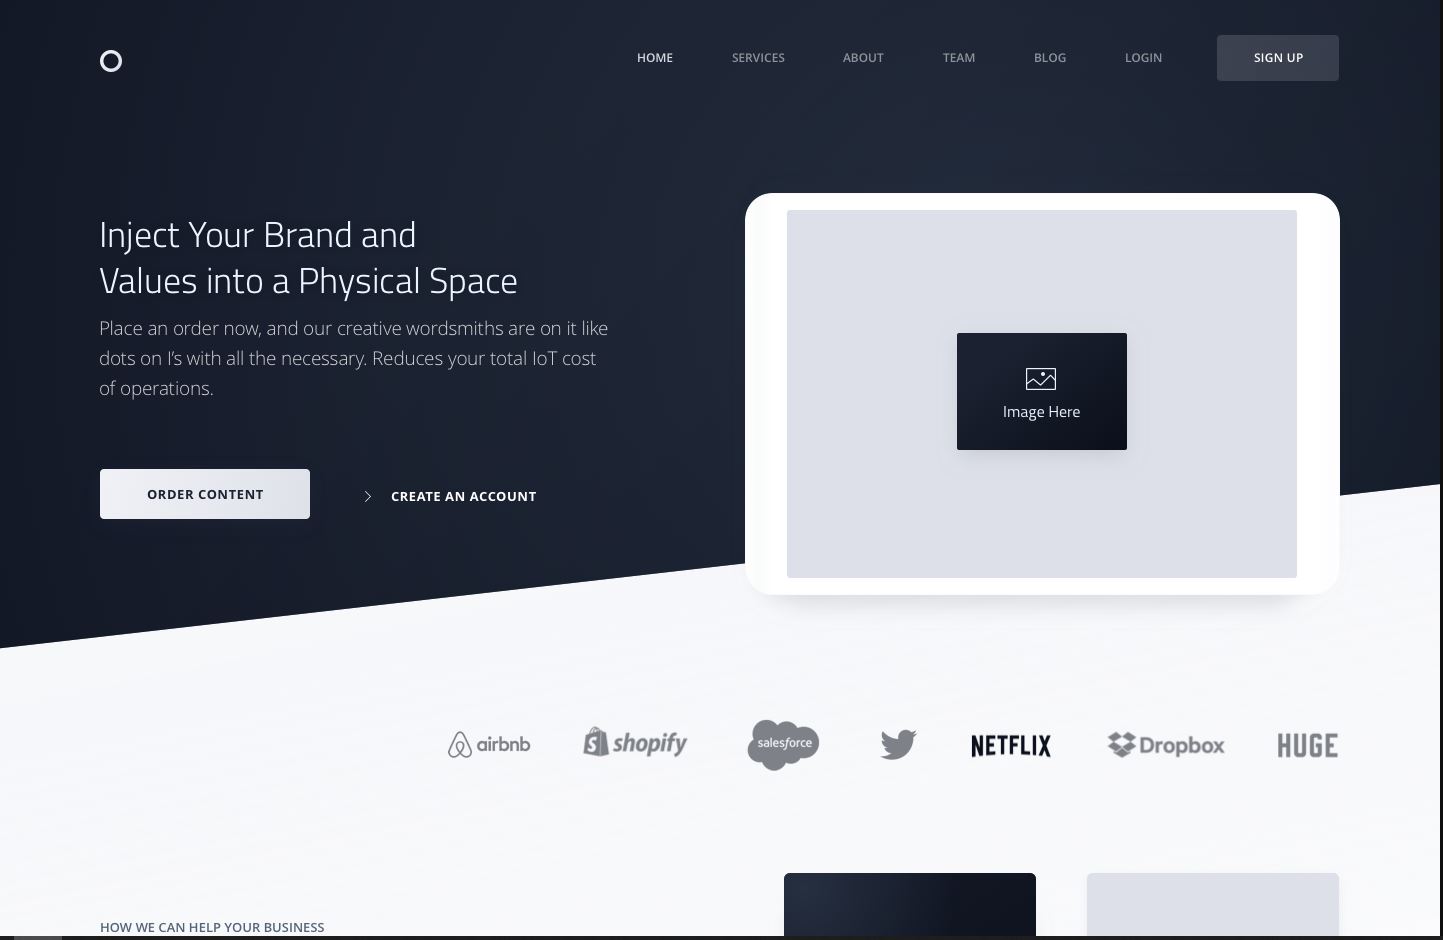 HOME SERVICES ABOUT TEAM BLOG LOGIN SIGN UP
Inject Your Brand and
Values into a Physical Space
Place an order now, and our creative wordsmiths are on it like
dots on I's with all the necessary. Reduces your total IoT cost
of operations.
ORDER CONTENT
CREATE AN ACCOUNT
Image Here
airbnb shopify salesforce NETFLIX Dropbox HUGE
HOW WE CAN HELP YOUR BUSINESS